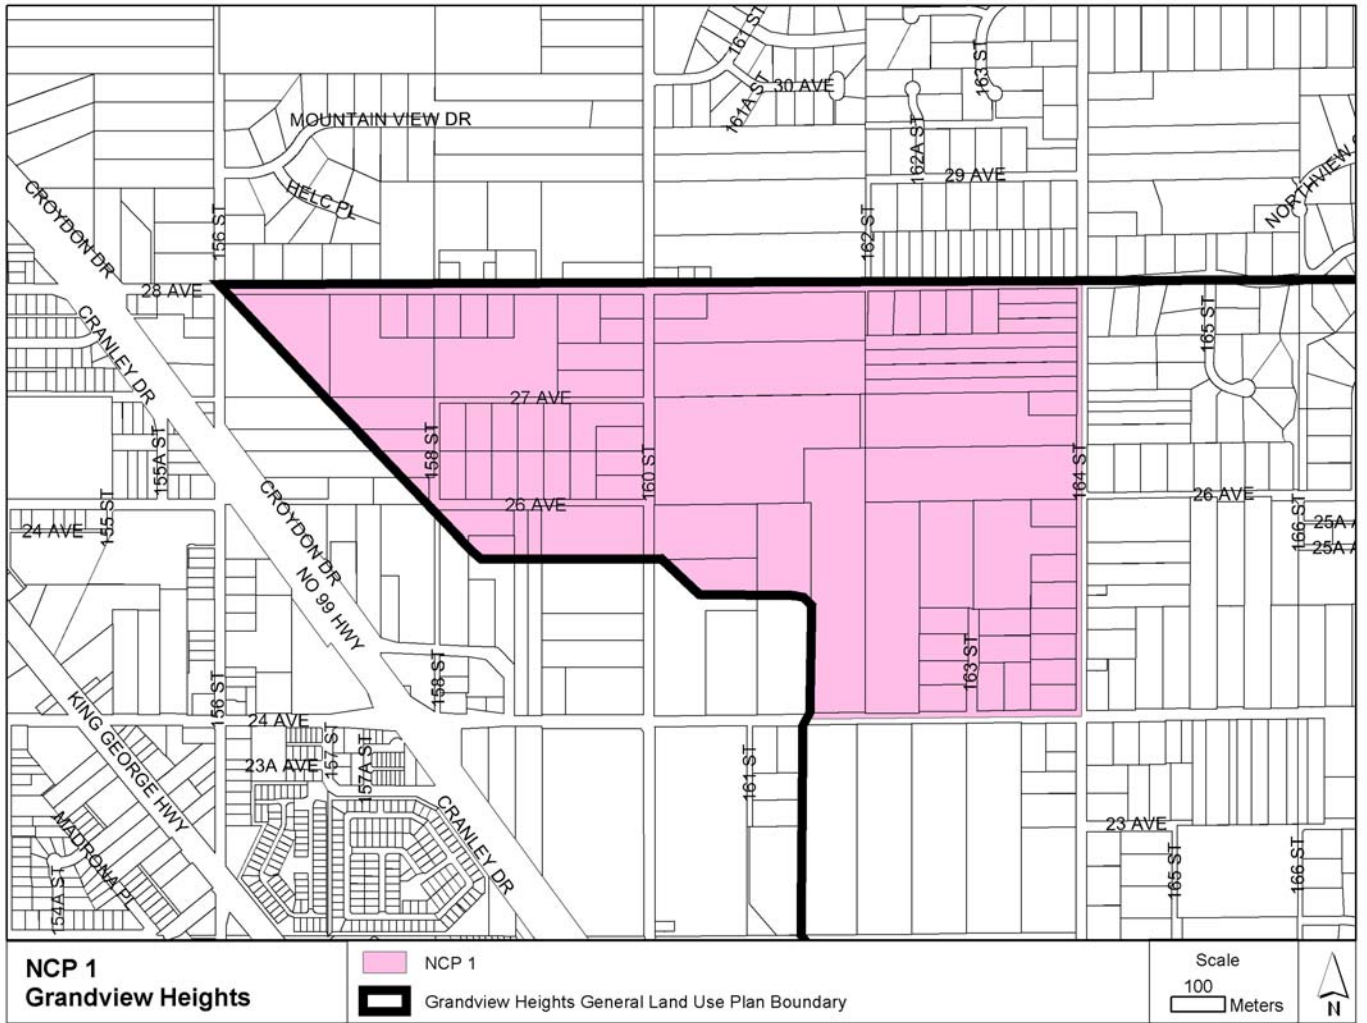 161 ST
163 ST
30 AVE
161A ST
MOUNTAIN VIEW DR
162A ST
29 AVE
HELC PL
CROYDON DR
156 ST
162 ST
28 AVE
CRANLEY DR
165 ST
27 AVE
158 ST
155A ST
160 ST
164 ST
26 AVE
26 AVE
CROYDON DR
155 ST
24 AVE
166 ST
25A A
25A A
NO 99 HWY
163 ST
158 ST
156 ST
KING GEORGE HWY
24 AVE
157 ST
157A ST
23A AVE
161 ST
CRANLEY DR
MADRONA PL
23 AVE
154A ST
165 ST
166 ST
NCP 1
Grandview Heights
NCP 1
Grandview Heights General Land Use Plan Boundary
Scale
100
Meters
N